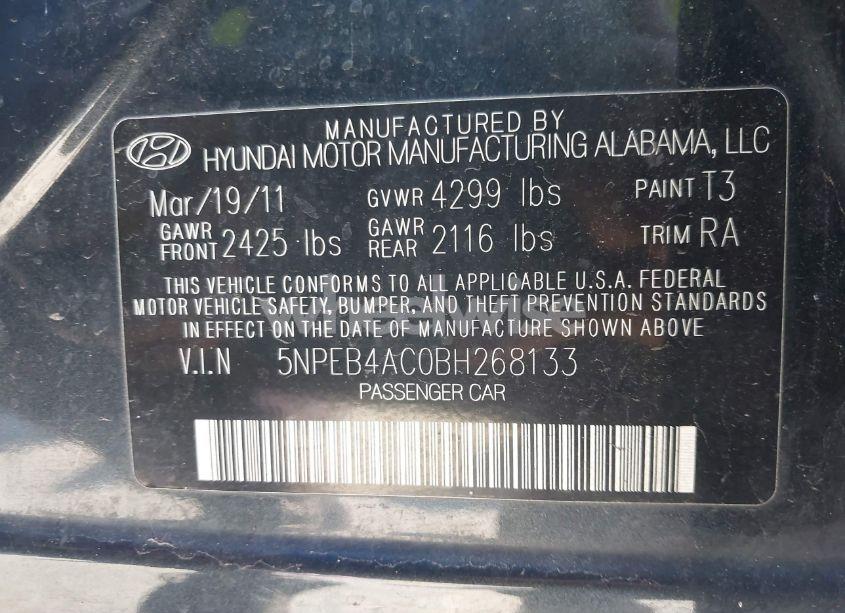 MANUFACTURED BY
HYUNDAI MOTOR MANUFACTURING ALABAMA, LLC
Mar/19/11 GVWR 4299 lbs PAINT T3
GAWR FRONT 2425 lbs GAWR REAR 2116 lbs TRIM RA
THIS VEHICLE CONFORMS TO ALL APPLICABLE U.S.A. FEDERAL
MOTOR VEHICLE SAFETY, BUMPER, AND THEFT PREVENTION STANDARDS
IN EFFECT ON THE DATE OF MANUFACTURE SHOWN ABOVE
V.I.N 5NPEB4AC0BH268133
PASSENGER CAR